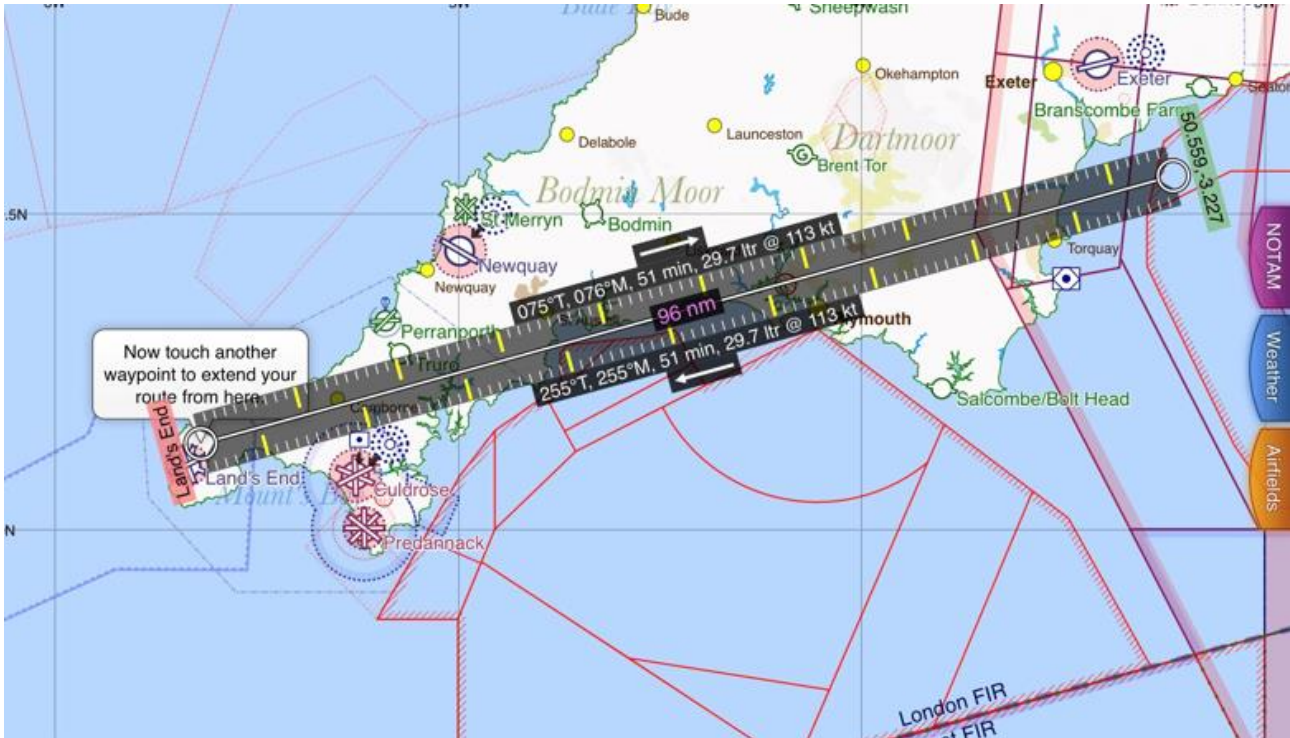 Bude
Sheepwash
Okehampton
Exeter
Exeter
Seaton
Branscombe Farm
Delabole
Launceston
Dartmoor
Brent Tor
50.559,-3.227
Bodmin Moor
St Merryn
Bodmin
.5N
NOTAM
Newquay
Newquay
075°T, 076°M, 51 min, 29.7 ltr @ 113 kt
Torquay
96 nm
Perranporth
255°T, 255°M, 51 min, 29.7 ltr @ 113 kt
Weather
Now touch another
waypoint to extend your
route from here.
Truro
Camborne
Salcombe/Bolt Head
Land's End
Land's End
Culdrose
Airfields
N
Predannack
London FIR
FIR